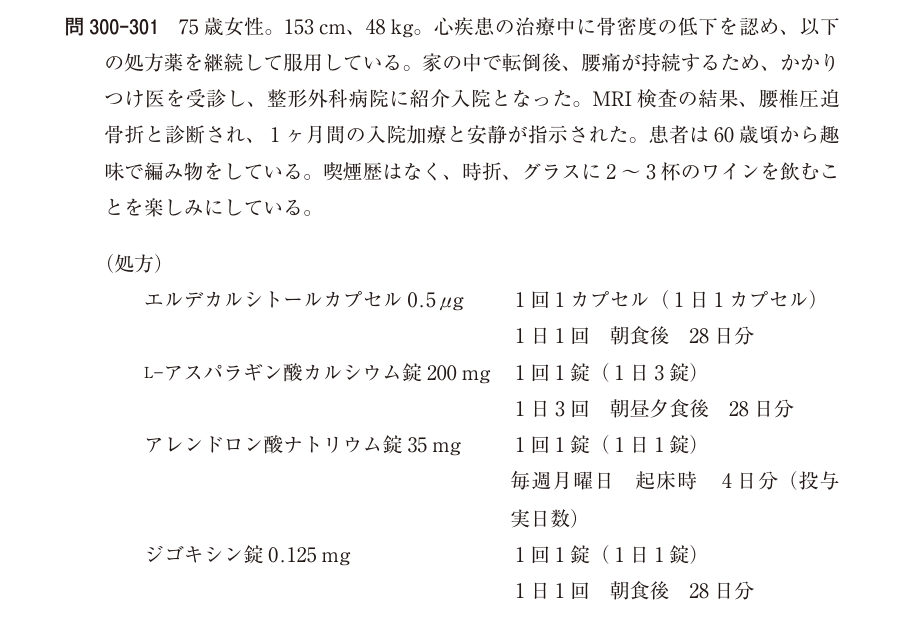 問 300-301 75 歳女性。153 cm、48 kg。心疾患の治療中に骨密度の低下を認め、以下
の処方薬を継続して服用している。家の中で転倒後、腰痛が持続するため、かかり
つけ医を受診し、整形外科病院に紹介入院となった。MRI 検査の結果、腰椎圧迫
骨折と診断され、1ヶ月間の入院加療と安静が指示された。患者は 60 歳頃から趣
味で編み物をしている。喫煙歴はなく、時折、グラスに2〜3杯のワインを飲むこ
とを楽しみにしている。
（処方）
エルデカルシトールカプセル 0.5 μg 1回1カプセル（1日1カプセル）
1日1回 朝食後 28 日分
L-アスパラギン酸カルシウム錠 200 mg 1回1錠（1日3錠）
1日3回 朝昼夕食後 28 日分
アレンドロン酸ナトリウム錠 35 mg 1回1錠（1日1錠）
毎週月曜日 起床時 4日分（投与
実日数）
ジゴキシン錠 0.125 mg 1回1錠（1日1錠）
1日1回 朝食後 28 日分